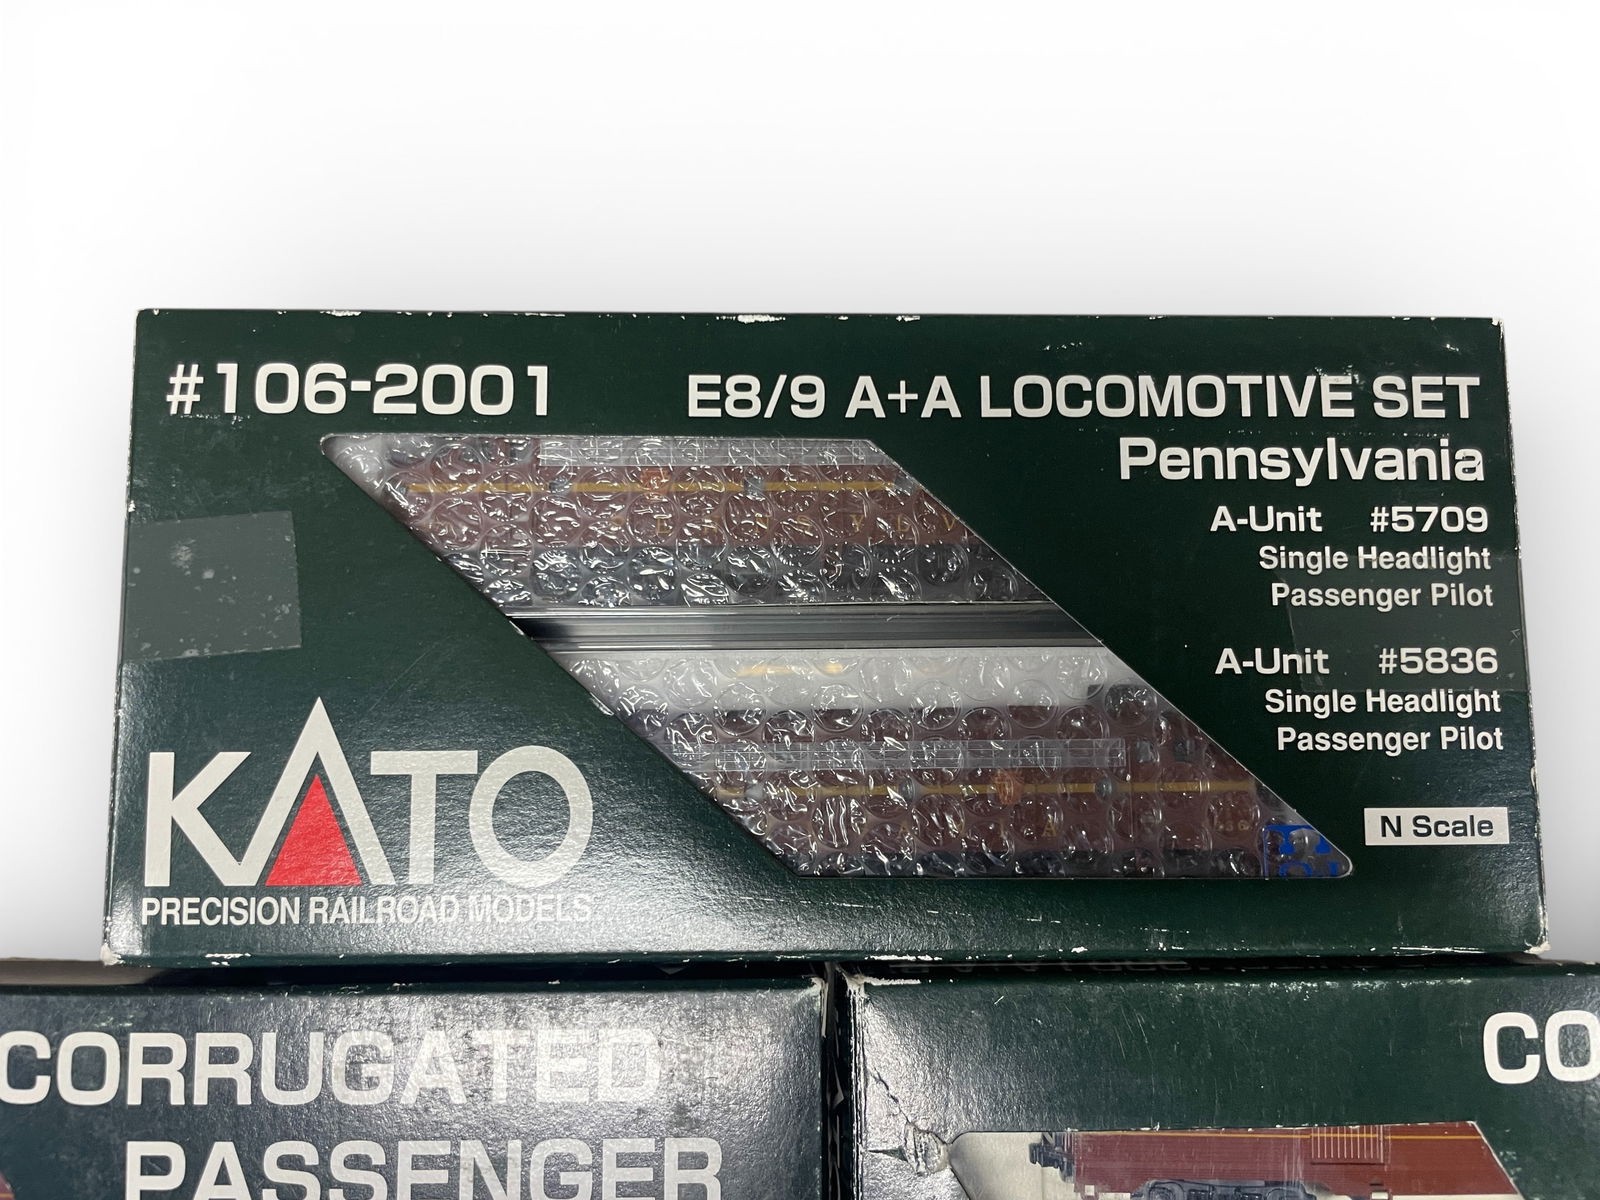 #106-2001
E8/9 A+A LOCOMOTIVE SET
Pennsylvania
A-Unit #5709
Single Headlight
Passenger Pilot
A-Unit #5836
Single Headlight
Passenger Pilot
N Scale
KATO
PRECISION RAILROAD MODELS
CORRUGATED
PASSENGER
CO